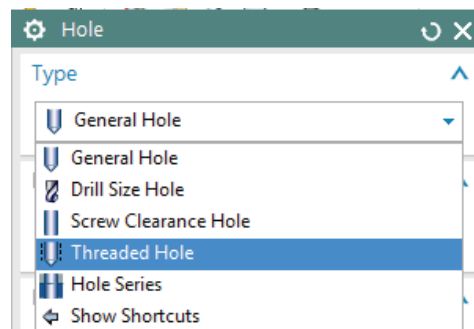 Hole
Type
General Hole
General Hole
Drill Size Hole
Screw Clearance Hole
Threaded Hole
Hole Series
Show Shortcuts